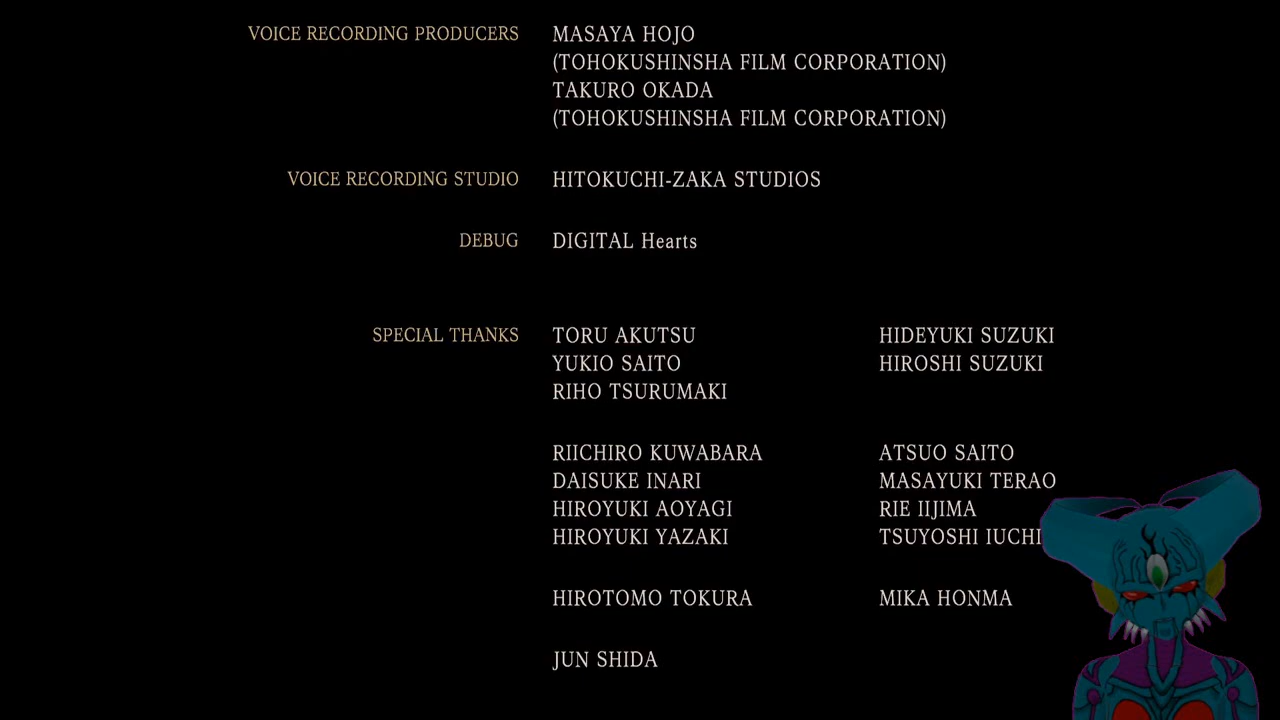 VOICE RECORDING PRODUCERS MASAYA HOJO
(TOHOKUSHINSHA FILM CORPORATION)
TAKURO OKADA
(TOHOKUSHINSHA FILM CORPORATION)
VOICE RECORDING STUDIO HITOKUCHI-ZAKA STUDIOS
DEBUG DIGITAL Hearts
SPECIAL THANKS TORU AKUTSU HIDEYUKI SUZUKI
YUKIO SAITO HIROSHI SUZUKI
RIHO TSURUMAKI
RIICHIRO KUWABARA ATSUO SAITO
DAISUKE INARI MASAYUKI TERAO
HIROYUKI AOYAGI RIE IIJIMA
HIROYUKI YAZAKI TSUYOSHI IUCHI
HIROTOMO TOKURA MIKA HONMA
JUN SHIDA